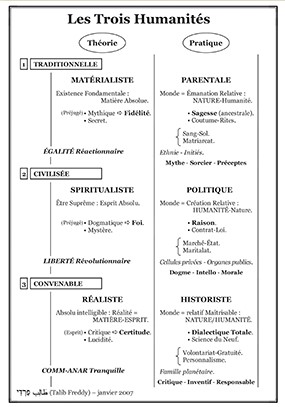 Les Trois Humanités
Théorie
Pratique
1 TRADITIONNELLE
MATÉRIALISTE
Existence Fondamentale :
Matière Absolue.
(Préjugé) • Mythique ⇨ Fidélité.
• Secret.
ÉGALITÉ Réactionnaire
PARENTALE
Monde = Émanation Relative :
NATURE-Humanité.
• Sagesse (ancestrale).
• Coutume-Rites.
Sang-Sol.
Matriarcat.
Ethnie - Initiés.
Mythe - Sorcier - Préceptes
2 CIVILISÉE
SPIRITUALISTE
Être Suprême : Esprit Absolu.
(Préjugé) • Dogmatique ⇨ Foi.
• Mystère.
LIBERTÉ Révolutionnaire
POLITIQUE
Monde = Création Relative :
HUMANITÉ-Nature.
• Raison.
• Contrat-Loi.
Marché-État.
Maritalat.
Cellules privées - Organes publics.
Dogme - Intello - Morale
3 CONVENABLE
RÉALISTE
Absolu intelligible : Réalité =
MATIÈRE-ESPRIT.
(Esprit) • Critique ⇨ Certitude.
• Lucidité.
COMM-ANAR Tranquille
HISTORISTE
Monde = relatif Maîtrisable :
NATURE/HUMANITÉ.
• Dialectique Totale.
• Science du Neuf.
Volontariat-Gratuité.
Personnalisme.
Famille planétaire.
Critique - Inventif - Responsable
(Talib Freddy) – janvier 2007